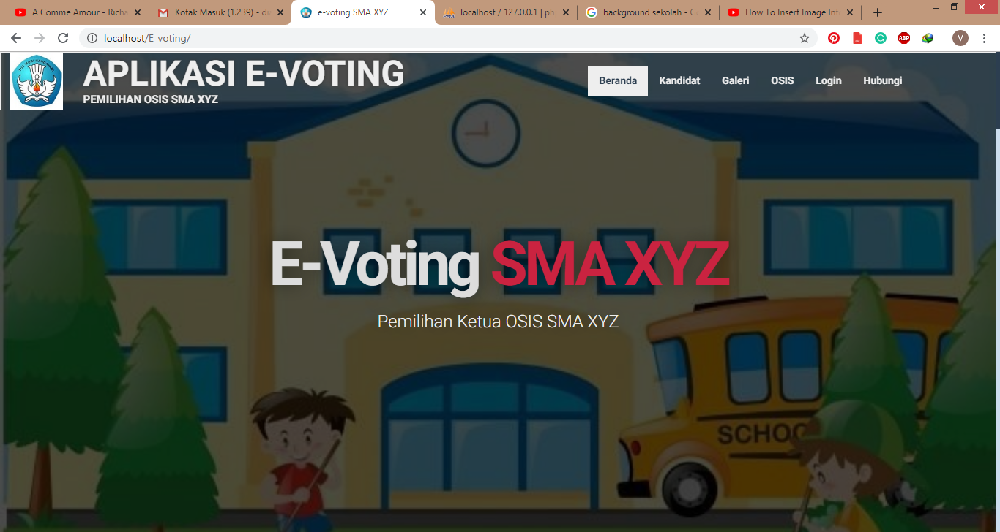 A Comme Amour - Richa
Kotak Masuk (1.239) - di
e-voting SMA XYZ
localhost / 127.0.0.1 | ph
background sekolah - G
How To Insert Image Int
localhost/E-voting/
ABP
V
APLIKASI E-VOTING
PEMILIHAN OSIS SMA XYZ
Beranda
Kandidat
Galeri
OSIS
Login
Hubungi
E-Voting SMA XYZ
Pemilihan Ketua OSIS SMA XYZ
SCHOO